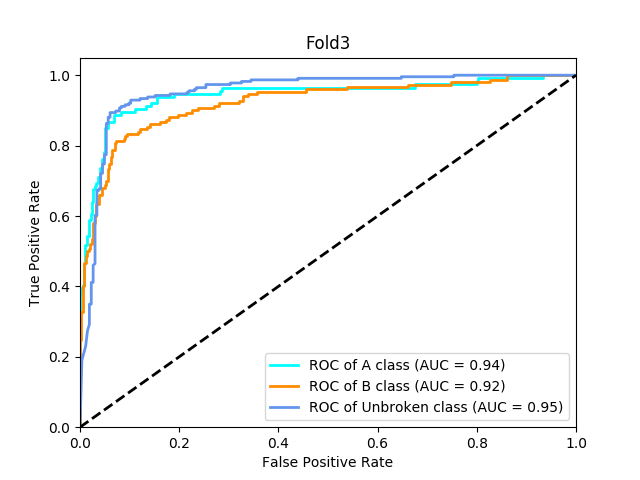 Fold3
True Positive Rate
1.0
0.8
0.6
0.4
0.2
0.0
ROC of A class (AUC = 0.94)
ROC of B class (AUC = 0.92)
ROC of Unbroken class (AUC = 0.95)
0.0 0.2 0.4 0.6 0.8 1.0
False Positive Rate